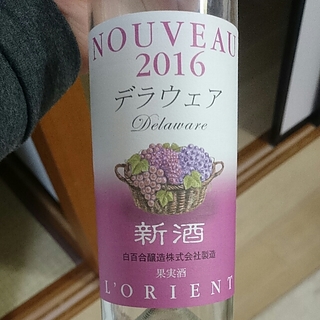 NOUVEAU
2016
デラウェア
Delaware
新酒
白百合醸造株式会社製造
果実酒
L'ORIENT